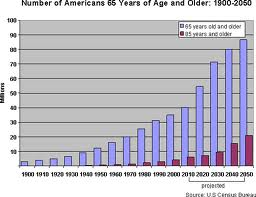 Number of Americans 65 Years of Age and Older: 1900-2050
100
90
80
70
60
50
40
30
20
10
Millions
65 years old and older
85 years and older
1900 1910 1920 1930 1940 1950 1960 1970 1980 1990 2000 2010 2020 2030 2040 2050
projected
Source: U.S Census Bureau